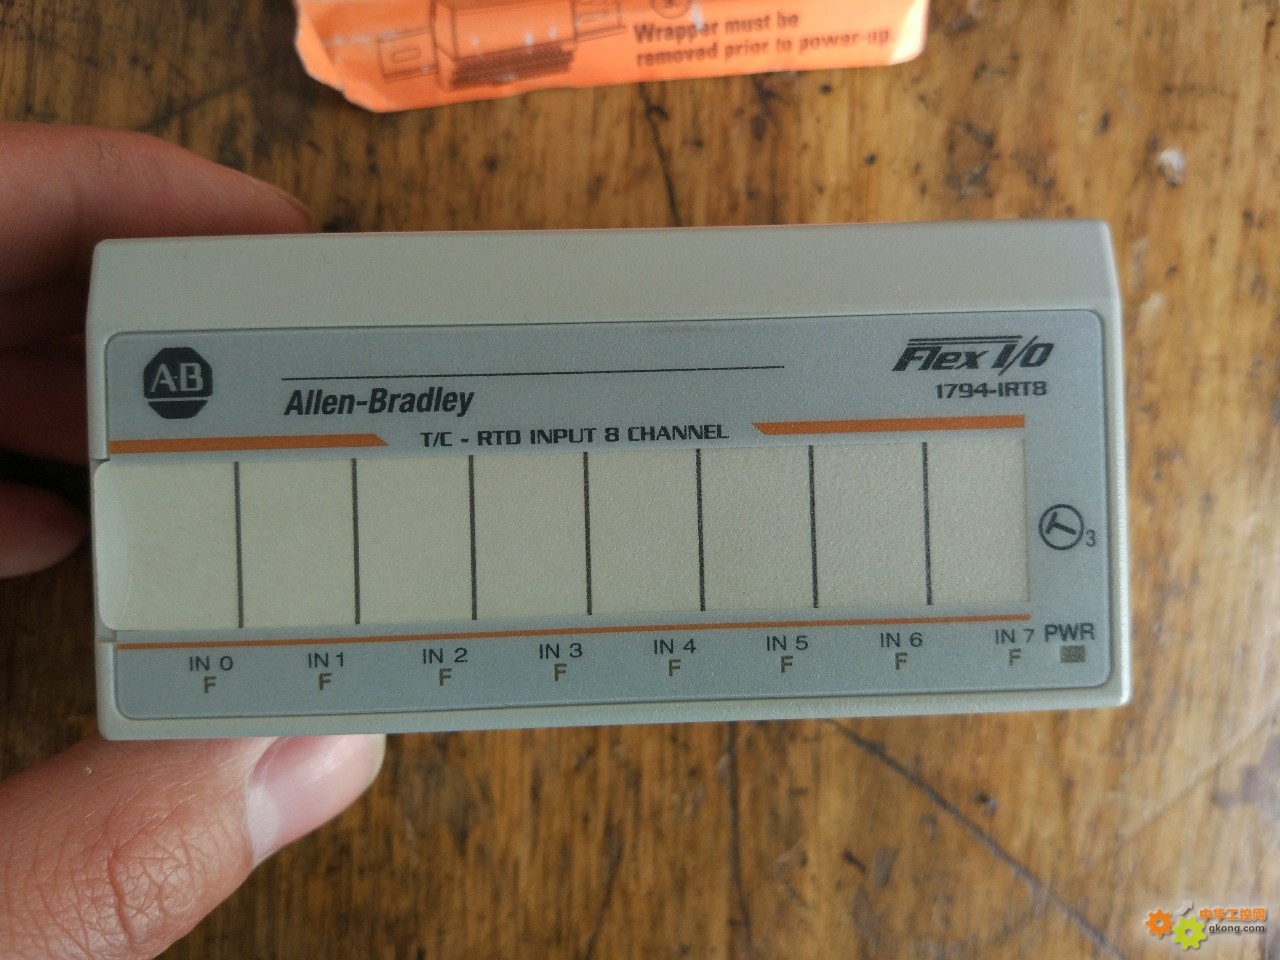 Wrapper must be
removed prior to power-up.
AB
Allen-Bradley
Flex I/O
1794-IRT8
T/C - RTD INPUT 8 CHANNEL
3
IN 0 IN 1 IN 2 IN 3 IN 4 IN 5 IN 6 IN 7 PWR
F F F F F F F F
中华工控网
gkong.com